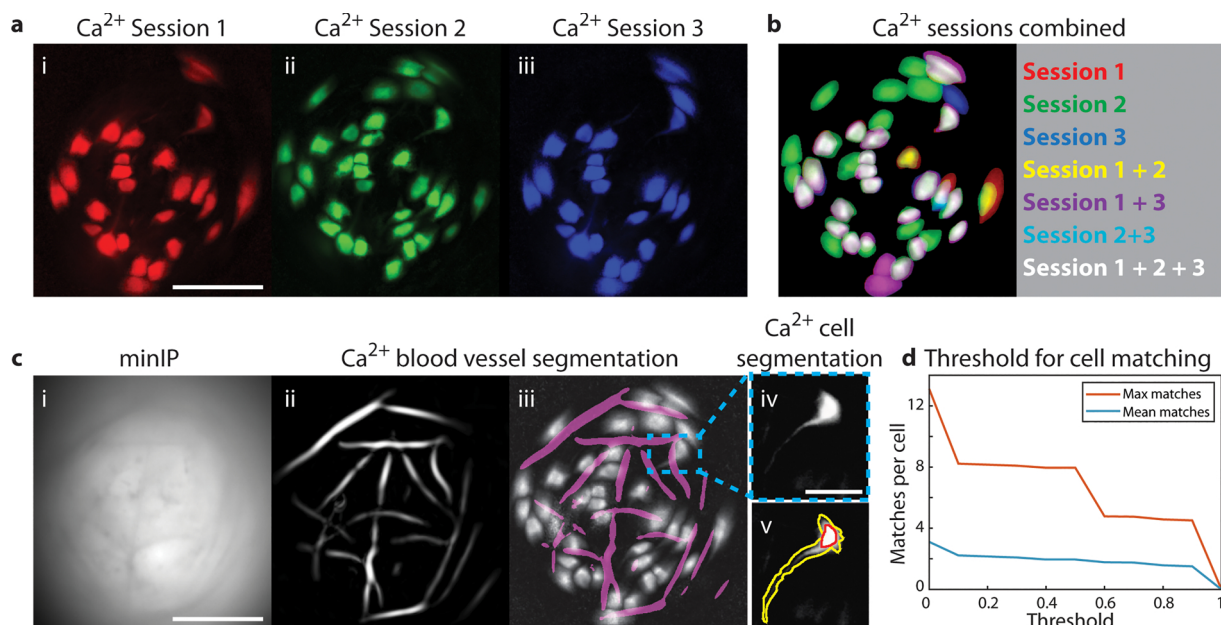 a Ca2+ Session 1 Ca2+ Session 2 Ca2+ Session 3
i ii iii
b Ca2+ sessions combined
Session 1
Session 2
Session 3
Session 1 + 2
Session 1 + 3
Session 2+3
Session 1 + 2 + 3
c minIP Ca2+ blood vessel segmentation
i ii iii
Ca2+ cell
segmentation
iv
v
d Threshold for cell matching
Max matches
Mean matches
Matches per cell
12
8
4
0
0 0.2 0.4 0.6 0.8 1
Threshold